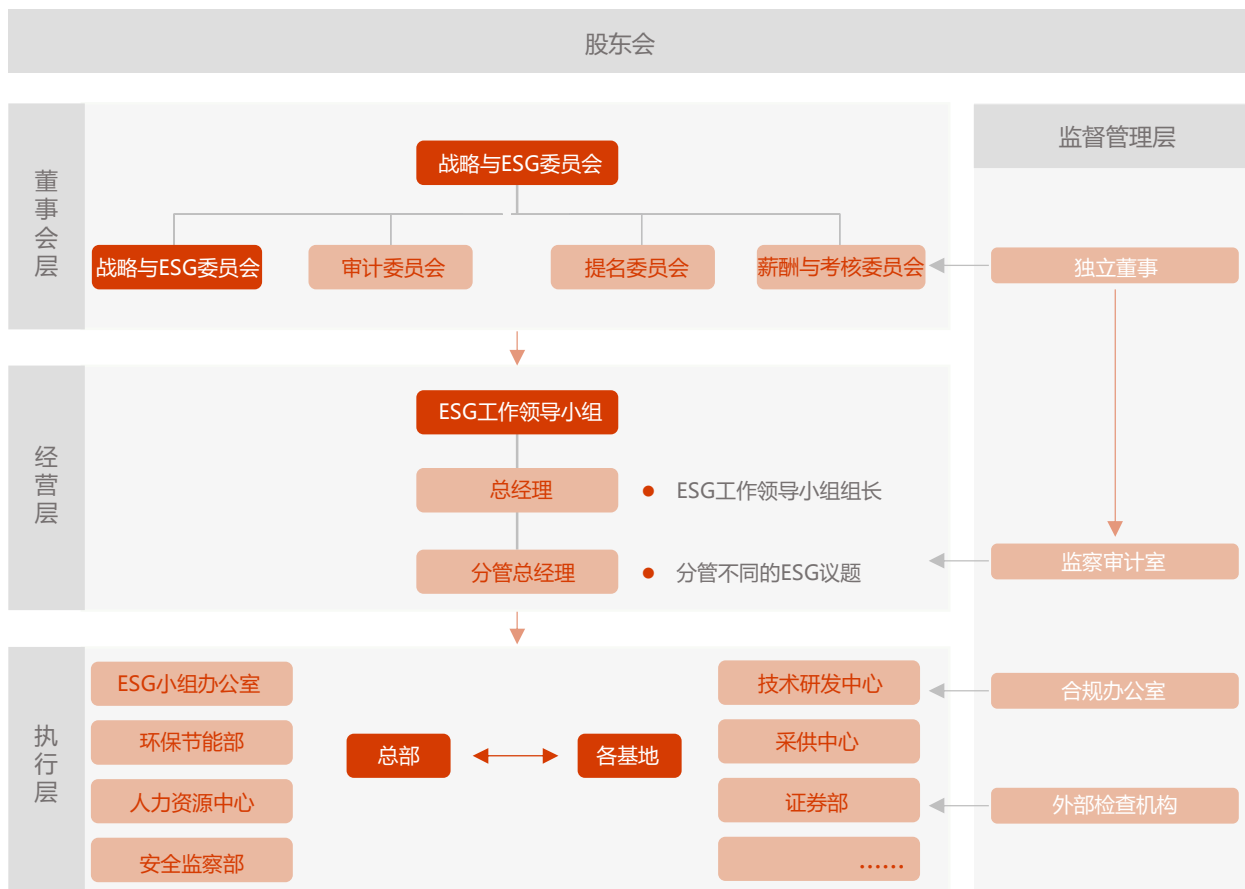 股东会
董事会层
战略与ESG委员会
战略与ESG委员会
审计委员会
提名委员会
薪酬与考核委员会
经营层
ESG工作领导小组
总经理
ESG工作领导小组组长
分管总经理
分管不同的ESG议题
执行层
ESG小组办公室
环保节能部
人力资源中心
安全监察部
总部
各基地
技术研发中心
采供中心
证券部
......
监督管理层
独立董事
监察审计室
合规办公室
外部检查机构